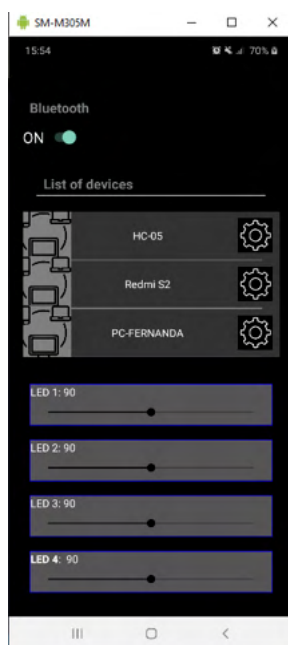 SM-M305M
15:54 70%
Bluetooth
ON
List of devices
HC-05
Redmi S2
PC-FERNANDA
LED 1: 90
LED 2: 90
LED 3: 90
LED 4: 90